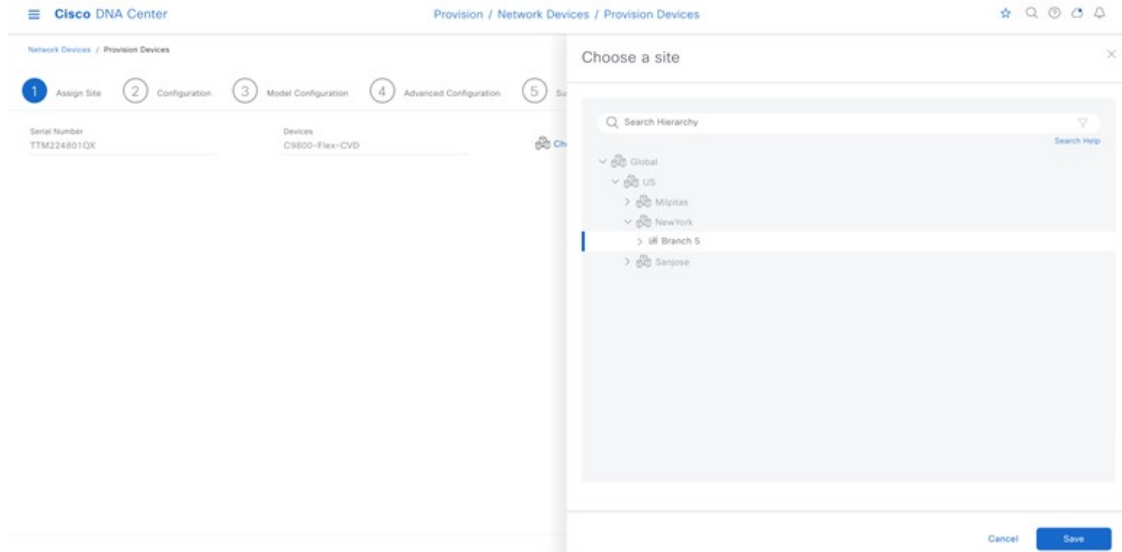 Cisco DNA Center
Provision / Network Devices / Provision Devices
Network Devices / Provision Devices
1 Assign Site
2 Configuration
3 Model Configuration
4 Advanced Configuration
5 Su
Serial Number
TTM224801QX
Devices
C9800-Flex-CVD
Ch
Choose a site
Search Hierarchy
Search Help
Global
US
Milpitas
NewYork
Branch 5
Sanjose
Cancel
Save